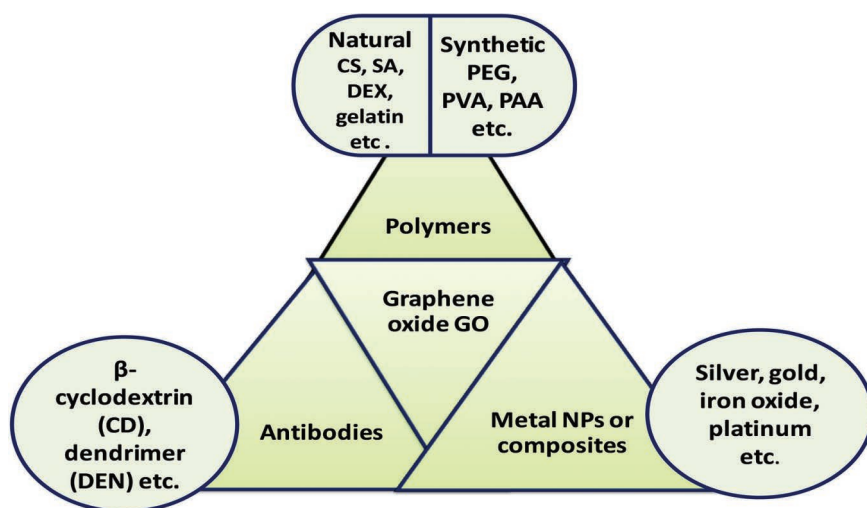 Natural
CS, SA,
DEX,
gelatin
etc .
Synthetic
PEG,
PVA, PAA
etc.
Polymers
Graphene
oxide GO
β-
cyclodextrin
(CD),
dendrimer
(DEN) etc.
Antibodies
Metal NPs or
composites
Silver, gold,
iron oxide,
platinum
etc.